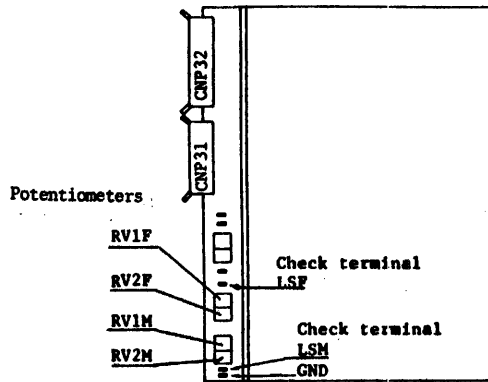 CNP32
CNP31
Potentiometers
RV1F
Check terminal
LSF
RV2F
RV1M
Check terminal
LSM
RV2M
GND